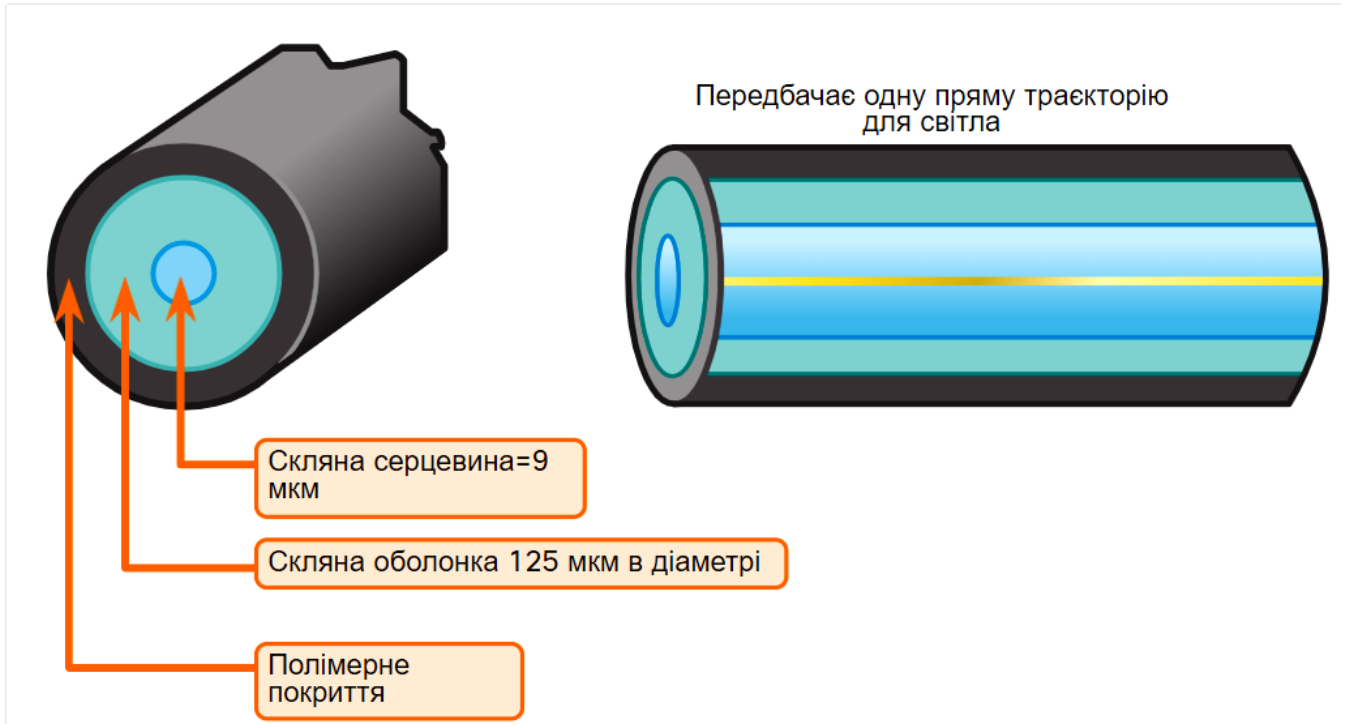 Передбачає одну пряму траєкторію
для світла
Скляна серцевина=9
мкм
Скляна оболонка 125 мкм в діаметрі
Полімерне
покриття